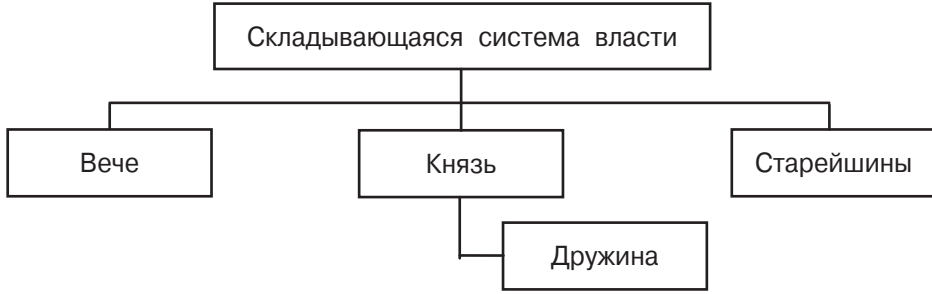 Складывающаяся система власти
Вече
Князь
Старейшины
Дружина